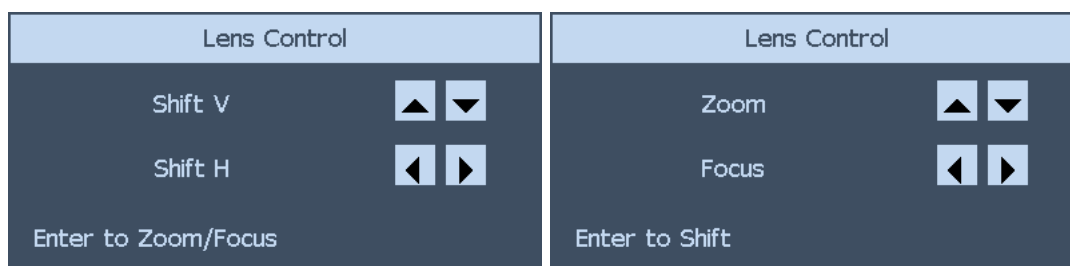 Lens Control
Shift V
Shift H
Enter to Zoom/Focus
Lens Control
Zoom
Focus
Enter to Shift